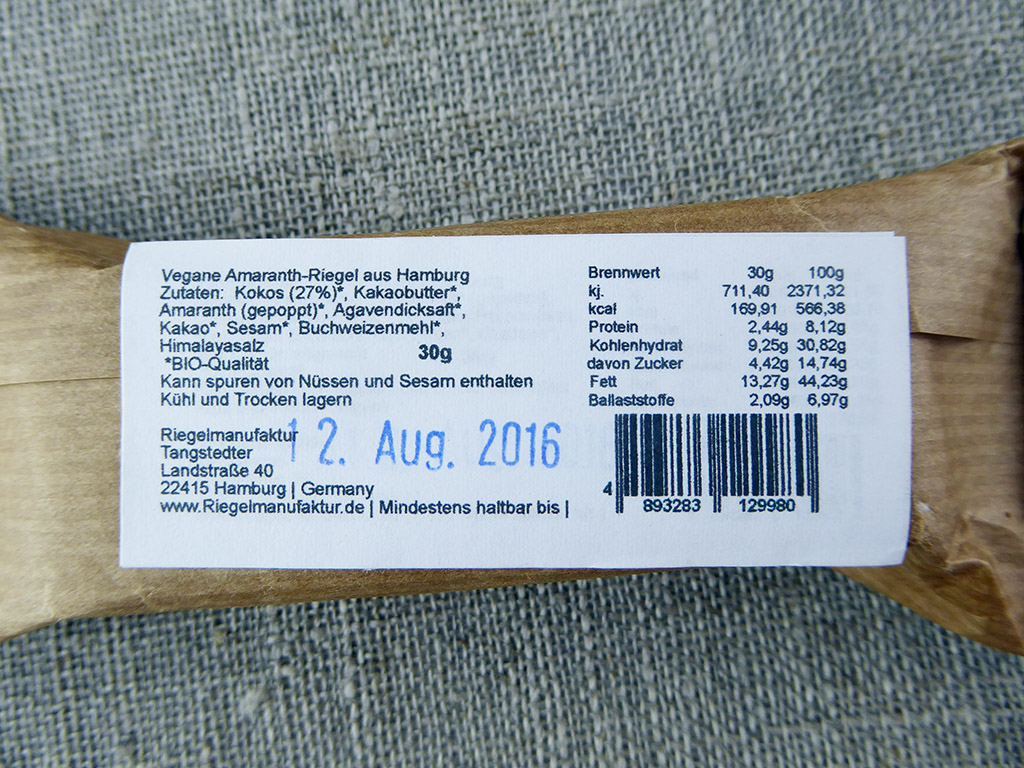 Vegane Amaranth-Riegel aus Hamburg
Zutaten: Kokos (27%)*, Kakaobutter*,
Amaranth (gepoppt)*, Agavendicksaft*,
Kakao*, Sesam*, Buchweizenmehl*,
Himalayasalz
30g
*BIO-Qualität
Kann spuren von Nüssen und Sesam enthalten
Kühl und Trocken lagern
Riegelmanufaktur
Tangstedter
Landstraße 40
22415 Hamburg | Germany
www.Riegelmanufaktur.de | Mindestens haltbar bis |
12. Aug. 2016
Brennwert 30g 100g
kj. 711,40 2371,32
kcal 169,91 566,38
Protein 2,44g 8,12g
Kohlenhydrat 9,25g 30,82g
davon Zucker 4,42g 14,74g
Fett 13,27g 44,23g
Ballaststoffe 2,09g 6,97g
4 893283 129980